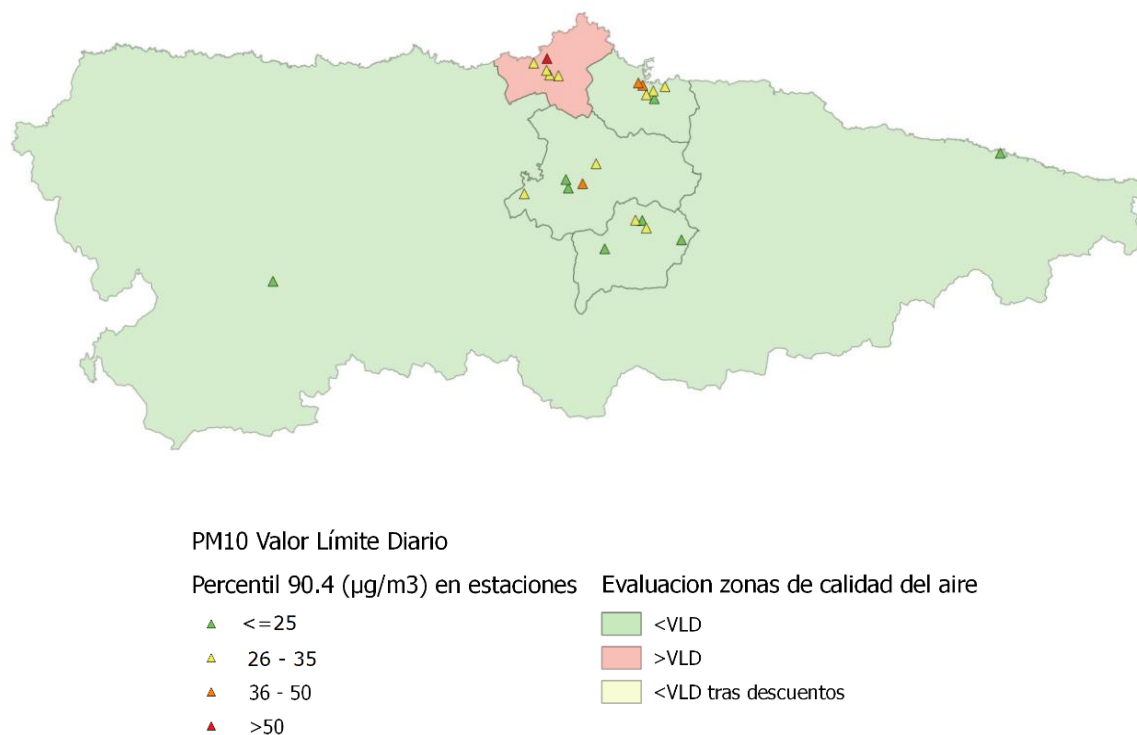 PM10 Valor Límite Diario
Percentil 90.4 (µg/m3) en estaciones
<=25
26 - 35
36 - 50
>50
Evaluacion zonas de calidad del aire
<VLD
>VLD
<VLD tras descuentos